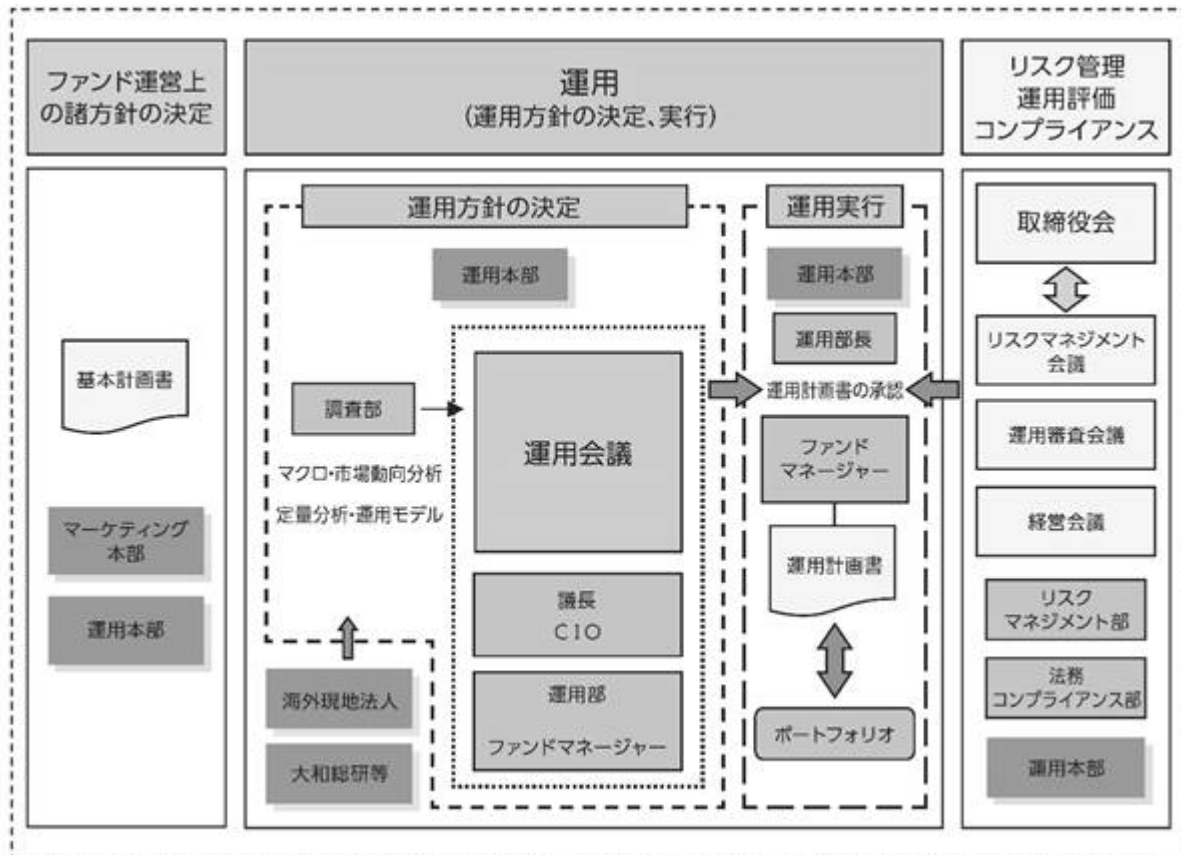 ファンド運営上
の諸方針の決定
運用
(運用方針の決定、実行)
リスク管理
運用評価
コンプライアンス
基本計画書
マーケティング
本部
運用本部
運用方針の決定
運用本部
調査部
マクロ・市場動向分析
定量分析・運用モデル
海外現地法人
大和総研等
運用会議
議長
CIO
運用部
ファンドマネージャー
運用実行
運用本部
運用部長
運用計画書の承認
ファンド
マネージャー
運用計画書
ポートフォリオ
取締役会
リスクマネジメント
会議
運用審査会議
経営会議
リスク
マネジメント部
法務
コンプライアンス部
運用本部